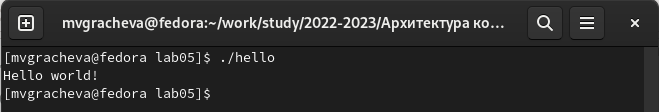 mvgracheva@fedora:~/work/study/2022-2023/Архитектура ко...
[mvgracheva@fedora lab05]$ ./hello
Hello world!
[mvgracheva@fedora lab05]$